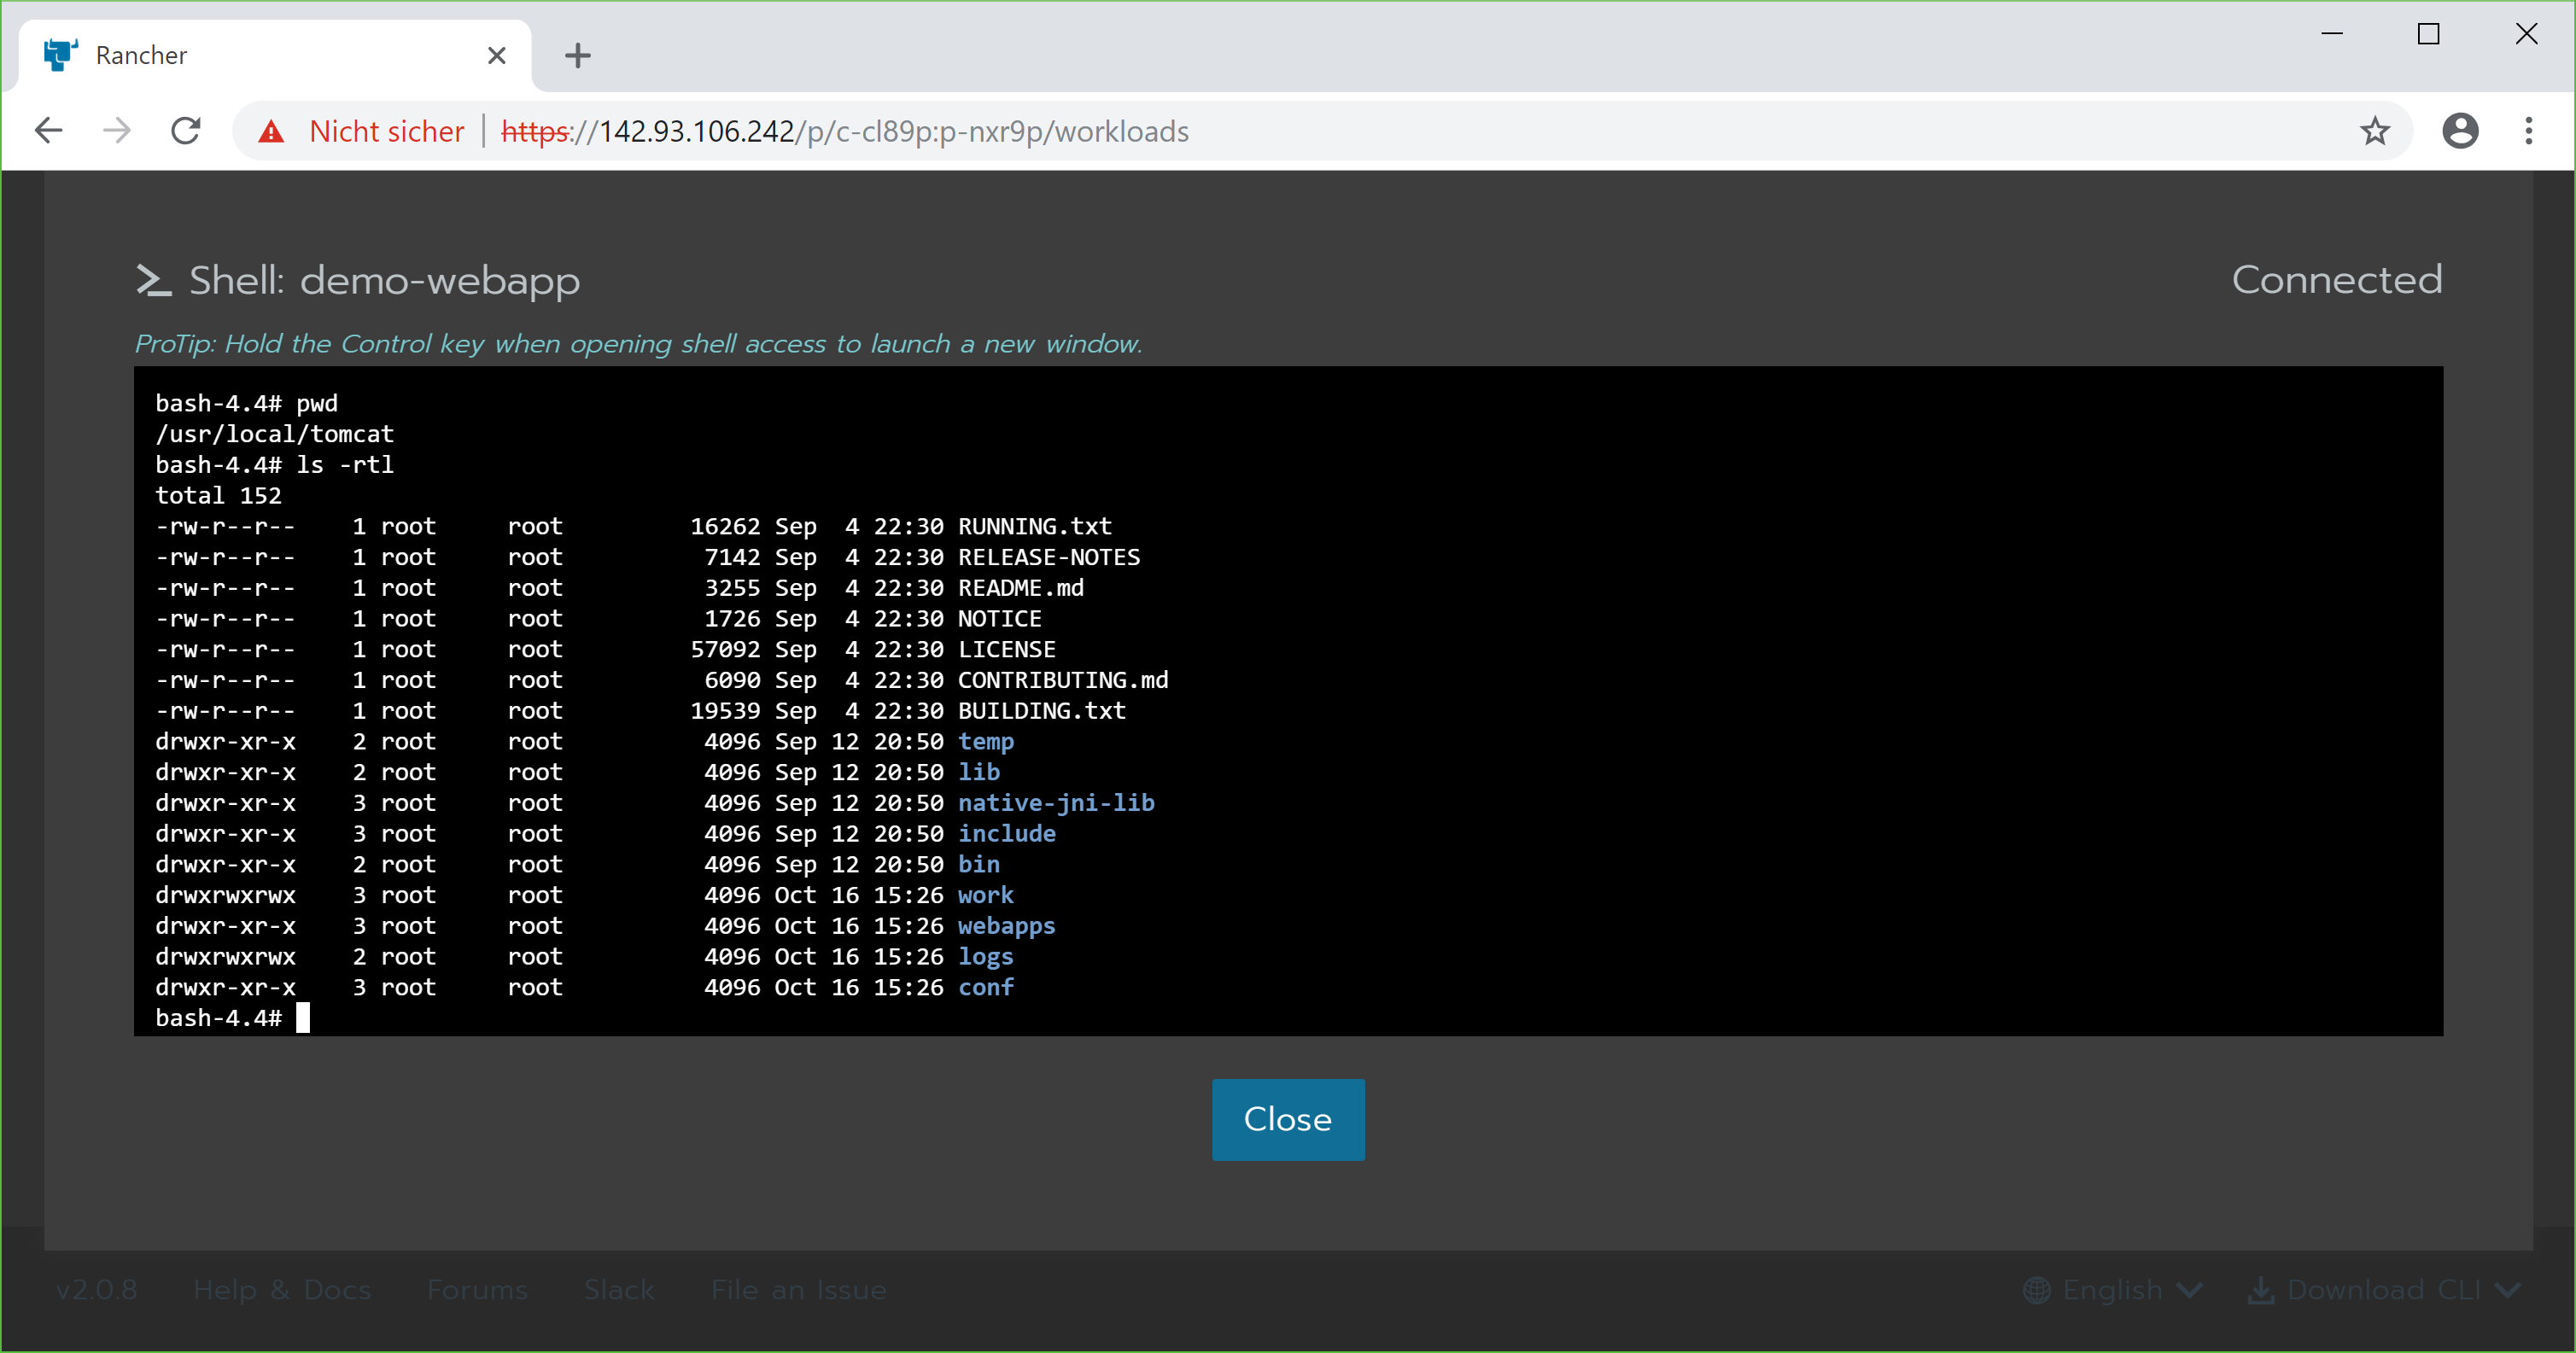 Rancher
Nicht sicher | https://142.93.106.242/p/c-cl89p:p-nxr9p/workloads
Shell: demo-webapp
Connected
ProTip: Hold the Control key when opening shell access to launch a new window.
bash-4.4# pwd
/usr/local/tomcat
bash-4.4# ls -rtl
total 152
-rw-r--r--    1 root     root         16262 Sep  4 22:30 RUNNING.txt
-rw-r--r--    1 root     root          7142 Sep  4 22:30 RELEASE-NOTES
-rw-r--r--    1 root     root          3255 Sep  4 22:30 README.md
-rw-r--r--    1 root     root          1726 Sep  4 22:30 NOTICE
-rw-r--r--    1 root     root         57092 Sep  4 22:30 LICENSE
-rw-r--r--    1 root     root          6090 Sep  4 22:30 CONTRIBUTING.md
-rw-r--r--    1 root     root         19539 Sep  4 22:30 BUILDING.txt
drwxr-xr-x    2 root     root          4096 Sep 12 20:50 temp
drwxr-xr-x    2 root     root          4096 Sep 12 20:50 lib
drwxr-xr-x    3 root     root          4096 Sep 12 20:50 native-jni-lib
drwxr-xr-x    3 root     root          4096 Sep 12 20:50 include
drwxr-xr-x    2 root     root          4096 Sep 12 20:50 bin
drwxrwxrwx    3 root     root          4096 Oct 16 15:26 work
drwxr-xr-x    3 root     root          4096 Oct 16 15:26 webapps
drwxrwxrwx    2 root     root          4096 Oct 16 15:26 logs
drwxr-xr-x    3 root     root          4096 Oct 16 15:26 conf
bash-4.4#
Close
v2.0.8 Help & Docs Forums Slack File an Issue English Download CLI